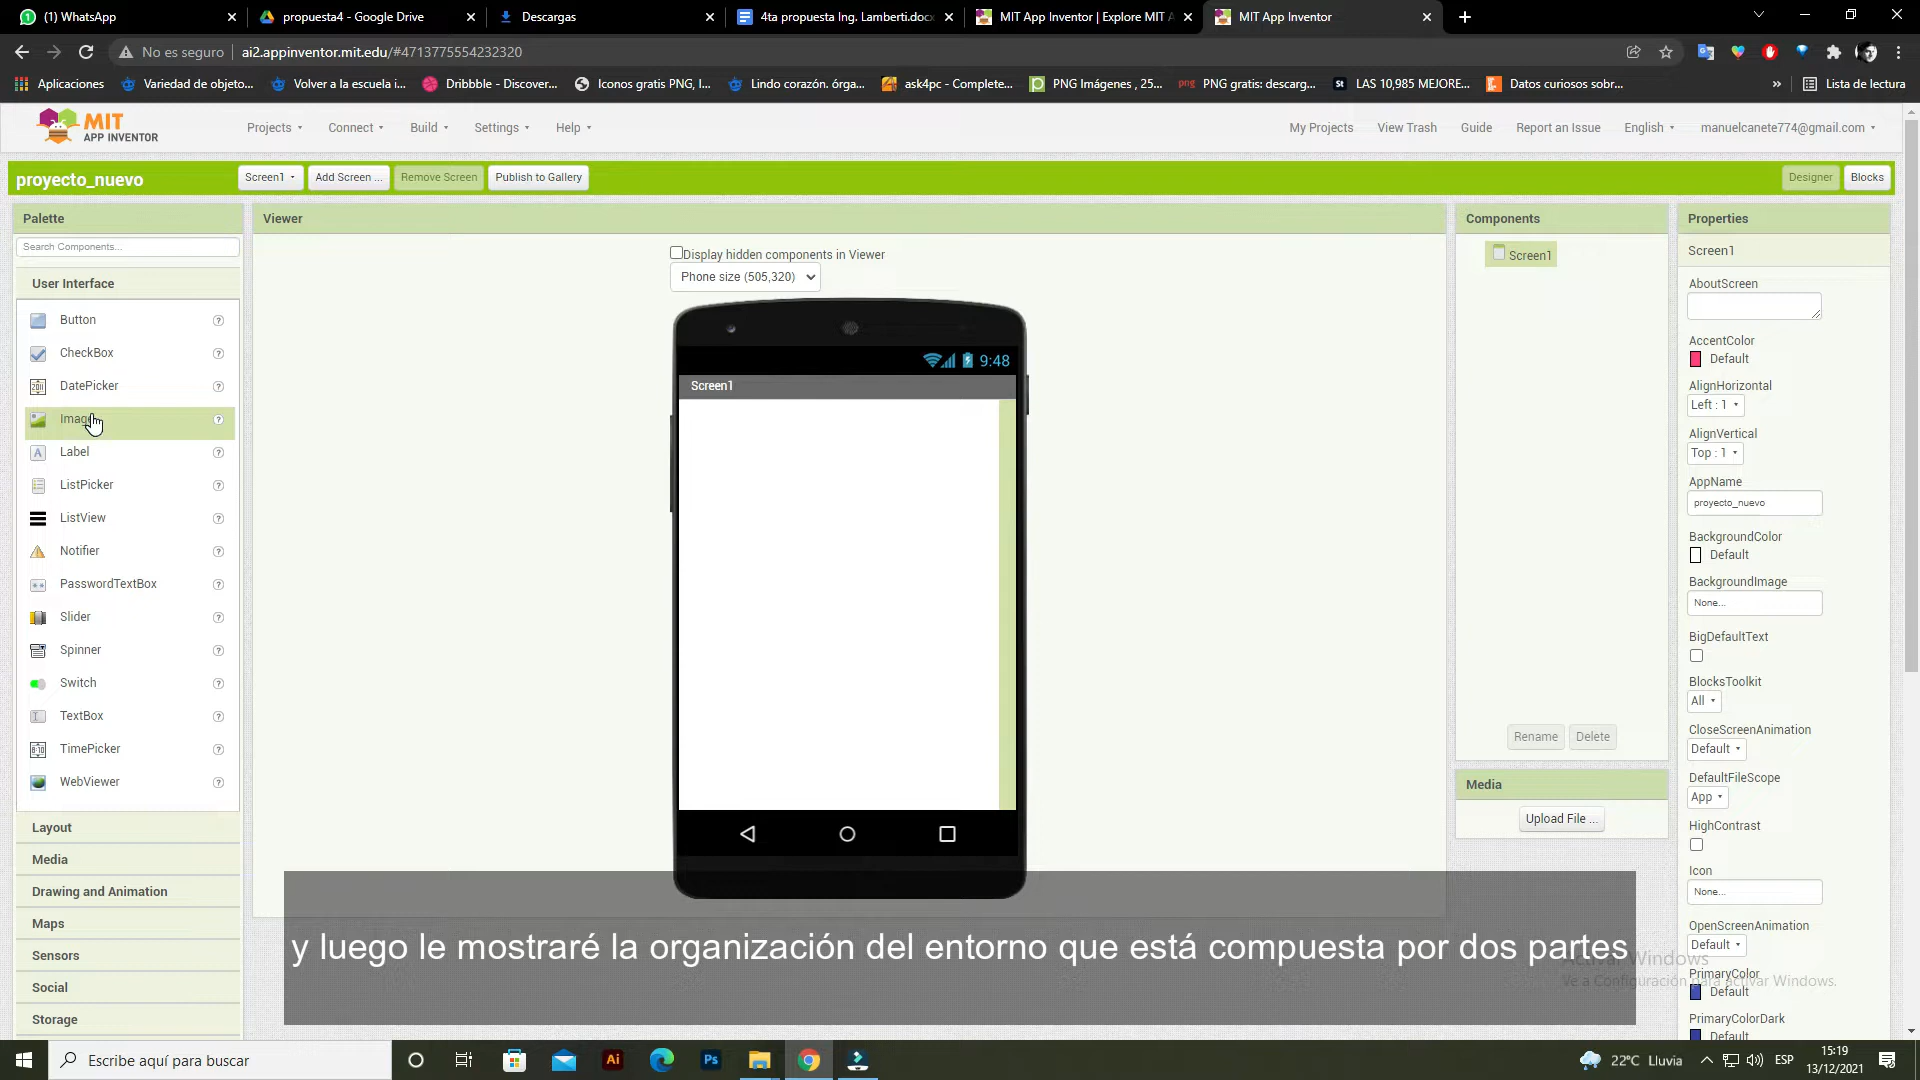 (1) WhatsApp
propuesta4 - Google Drive
Descargas
4ta propuesta Ing. Lamberti.docx
MIT App Inventor | Explore MIT A
MIT App Inventor
No es seguro
ai2.appinventor.mit.edu/#4713775554232320
Aplicaciones
Variedad de objeto...
Volver a la escuela i...
Dribbble - Discover...
Iconos gratis PNG, I...
Lindo corazón. órga...
ask4pc - Complete...
PNG Imágenes , 25...
PNG gratis: descarg...
LAS 10,985 MEJORE...
Datos curiosos sobr...
»
Lista de lectura
MIT
APP INVENTOR
Projects
Connect
Build
Settings
Help
My Projects
View Trash
Guide
Report an Issue
English
manuelcanete774@gmail.com
proyecto_nuevo
Screen1
Add Screen ...
Remove Screen
Publish to Gallery
Designer
Blocks
Palette
Search Components...
User Interface
Button
CheckBox
DatePicker
Image
Label
ListPicker
ListView
Notifier
PasswordTextBox
Slider
Spinner
Switch
TextBox
TimePicker
WebViewer
Layout
Media
Drawing and Animation
Maps
Sensors
Social
Storage
Viewer
Display hidden components in Viewer
Phone size (505,320)
9:48
Screen1
Components
Screen1
Rename
Delete
Media
Upload File ...
Properties
Screen1
AboutScreen
AccentColor
Default
AlignHorizontal
Left : 1
AlignVertical
Top : 1
AppName
proyecto_nuevo
BackgroundColor
Default
BackgroundImage
None...
BigDefaultText
BlocksToolkit
All
CloseScreenAnimation
Default
DefaultFileScope
App
HighContrast
Icon
None...
OpenScreenAnimation
Default
PrimaryColor
Default
PrimaryColorDark
Default
y luego le mostraré la organización del entorno que está compuesta por dos partes
Activar Windows
Ve a Configuración para activar Windows.
Escribe aquí para buscar
Ai
Ps
22°C Lluvia
ESP
15:19
13/12/2021